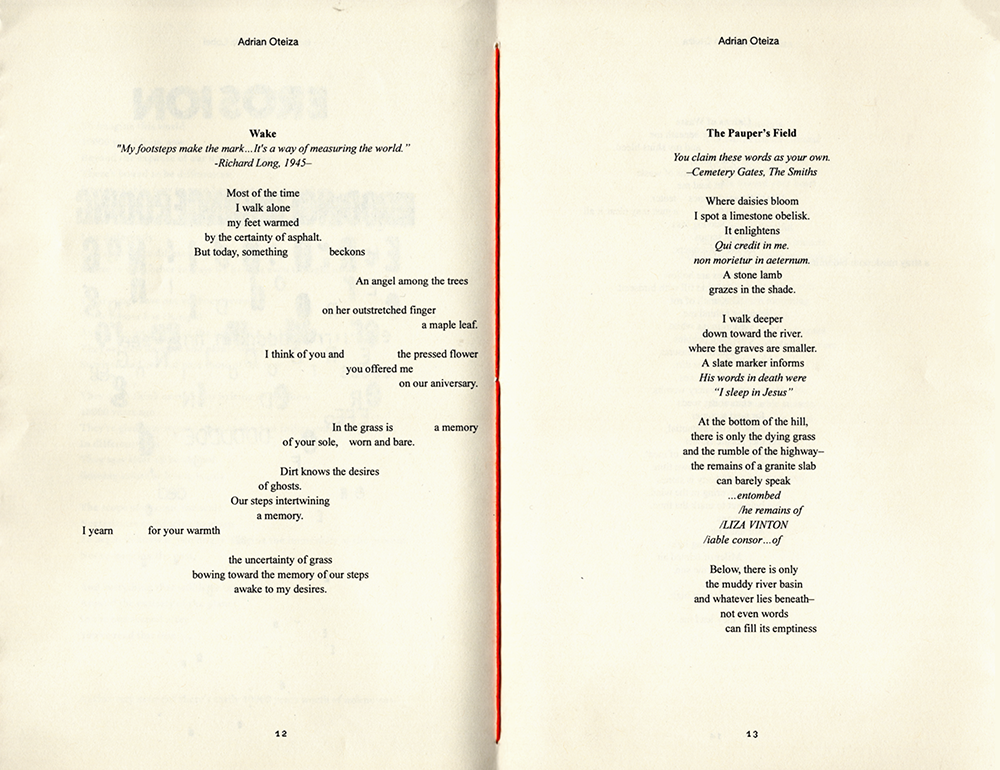 Adrian Oteiza
Wake
"My footsteps make the mark...It's a way of measuring the world."
-Richard Long, 1945–
Most of the time
I walk alone
my feet warmed
by the certainty of asphalt.
But today, something beckons
An angel among the trees
on her outstretched finger
a maple leaf.
I think of you and the pressed flower
you offered me
on our aniversary.
In the grass is a memory
of your sole, worn and bare.
Dirt knows the desires
of ghosts.
Our steps intertwining
a memory.
I yearn for your warmth
the uncertainty of grass
bowing toward the memory of our steps
awake to my desires.
12
Adrian Oteiza
The Pauper's Field
You claim these words as your own.
–Cemetery Gates, The Smiths
Where daisies bloom
I spot a limestone obelisk.
It enlightens
Qui credit in me.
non morietur in aeternum.
A stone lamb
grazes in the shade.
I walk deeper
down toward the river.
where the graves are smaller.
A slate marker informs
His words in death were
"I sleep in Jesus"
At the bottom of the hill,
there is only the dying grass
and the rumble of the highway–
the remains of a granite slab
can barely speak
...entombed
/he remains of
/LIZA VINTON
/iable consor...of
Below, there is only
the muddy river basin
and whatever lies beneath–
not even words
can fill its emptiness
13
EROSION